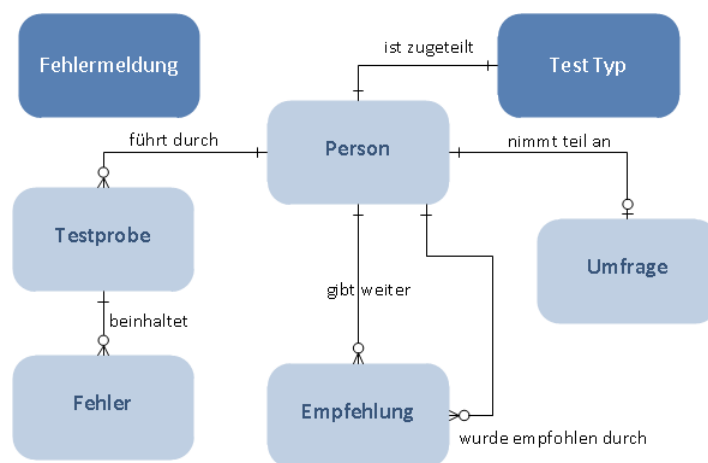 ist zugeteilt
Fehlermeldung
Test Typ
führt durch
Person
nimmt teil an
Testprobe
Umfrage
gibt weiter
beinhaltet
Fehler
Empfehlung
wurde empfohlen durch